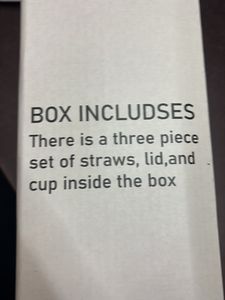 BOX INCLUDSES
There is a three piece
set of straws, lid,and
cup inside the box